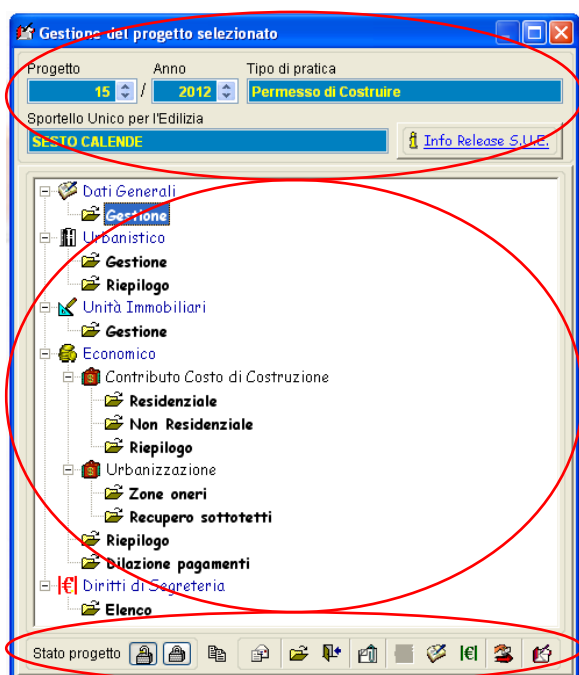 Gestione del progetto selezionato
Progetto Anno Tipo di pratica
15 / 2012 Permesso di Costruire
Sportello Unico per l'Edilizia
SESTO CALENDE Info Release S.U.E.
Dati Generali
Gestione
Urbanistico
Gestione
Riepilogo
Unità Immobiliari
Gestione
Economico
Contributo Costo di Costruzione
Residenziale
Non Residenziale
Riepilogo
Urbanizzazione
Zone oneri
Recupero sottotetti
Riepilogo
Dilazione pagamenti
|€| Diritti di Segreteria
Elenco
Stato progetto |€|